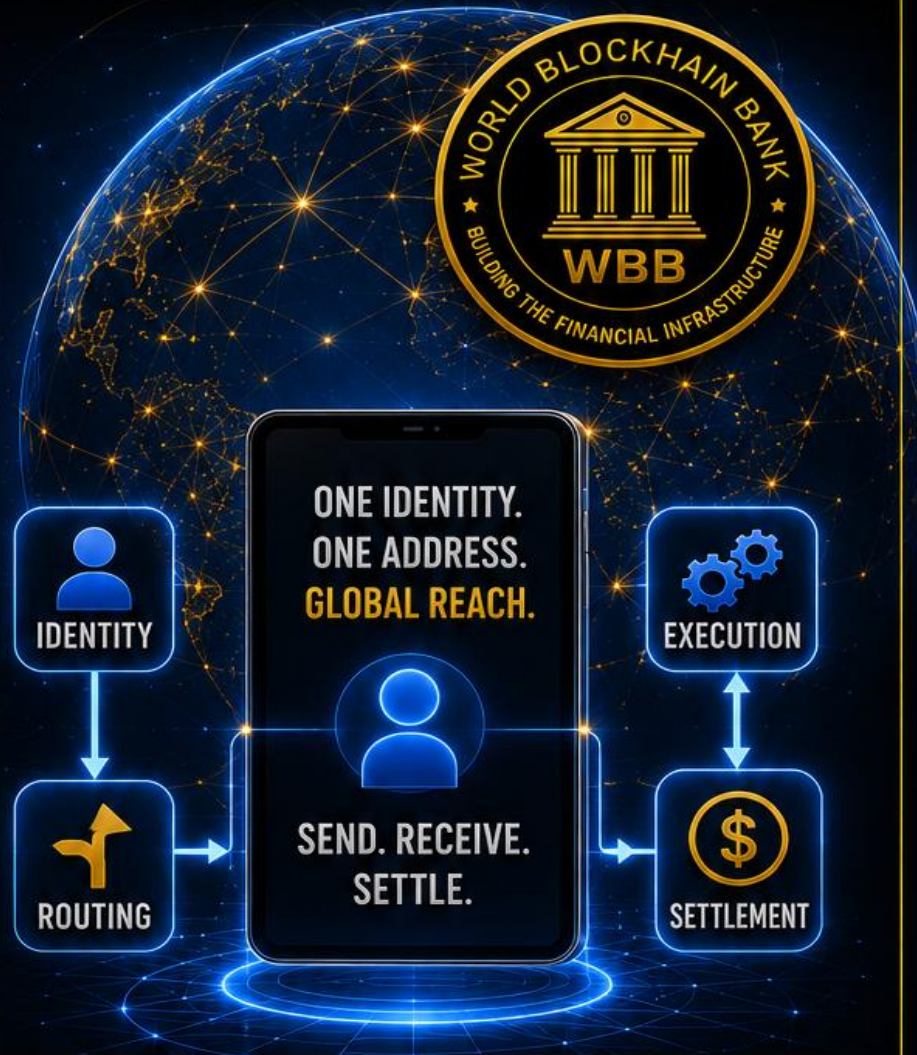 WORLD BLOCKHAIN BANK
WBB
BUILDING THE FINANCIAL INFRASTRUCTURE
ONE IDENTITY.
ONE ADDRESS.
GLOBAL REACH.
IDENTITY
EXECUTION
SEND. RECEIVE.
SETTLE.
ROUTING
$
SETTLEMENT